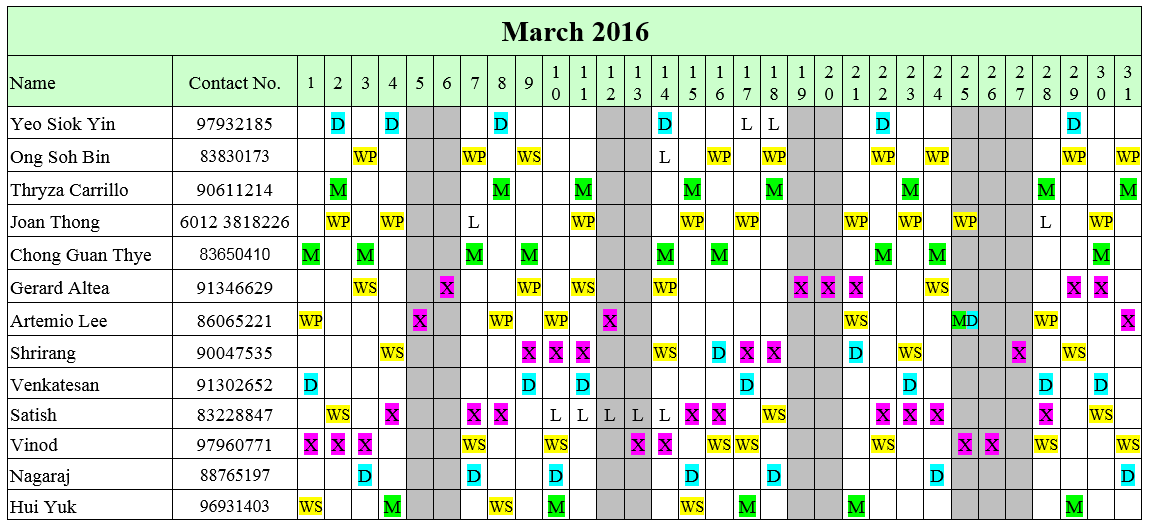 March 2016
Name Contact No. 1 2 3 4 5 6 7 8 9 10 11 12 13 14 15 16 17 18 19 20 21 22 23 24 25 26 27 28 29 30 31
Yeo Siok Yin 97932185 D D D D L L D D
Ong Soh Bin 83830173 WP WP WS L WP WP WP WP WP WP
Thryza Carrillo 90611214 M M M M M M M M
Joan Thong 6012 3818226 WP WP L WP WP WP WP WP WP L WP
Chong Guan Thye 83650410 M M M M M M M M M
Gerard Altea 91346629 WS X WP WS WP X X X WS X X
Artemio Lee 86065221 WP X WP WP X WS MD WP X
Shrirang 90047535 WS X X X WS D X X D WS X WS
Venkatesan 91302652 D D D D D D D
Satish 83228847 WS X X X L L L L L X X WS X X X X WS
Vinod 97960771 X X X WS WS X X WS WS WS X X WS WS
Nagaraj 88765197 D D D D D D D
Hui Yuk 96931403 WS M WS M WS M M M